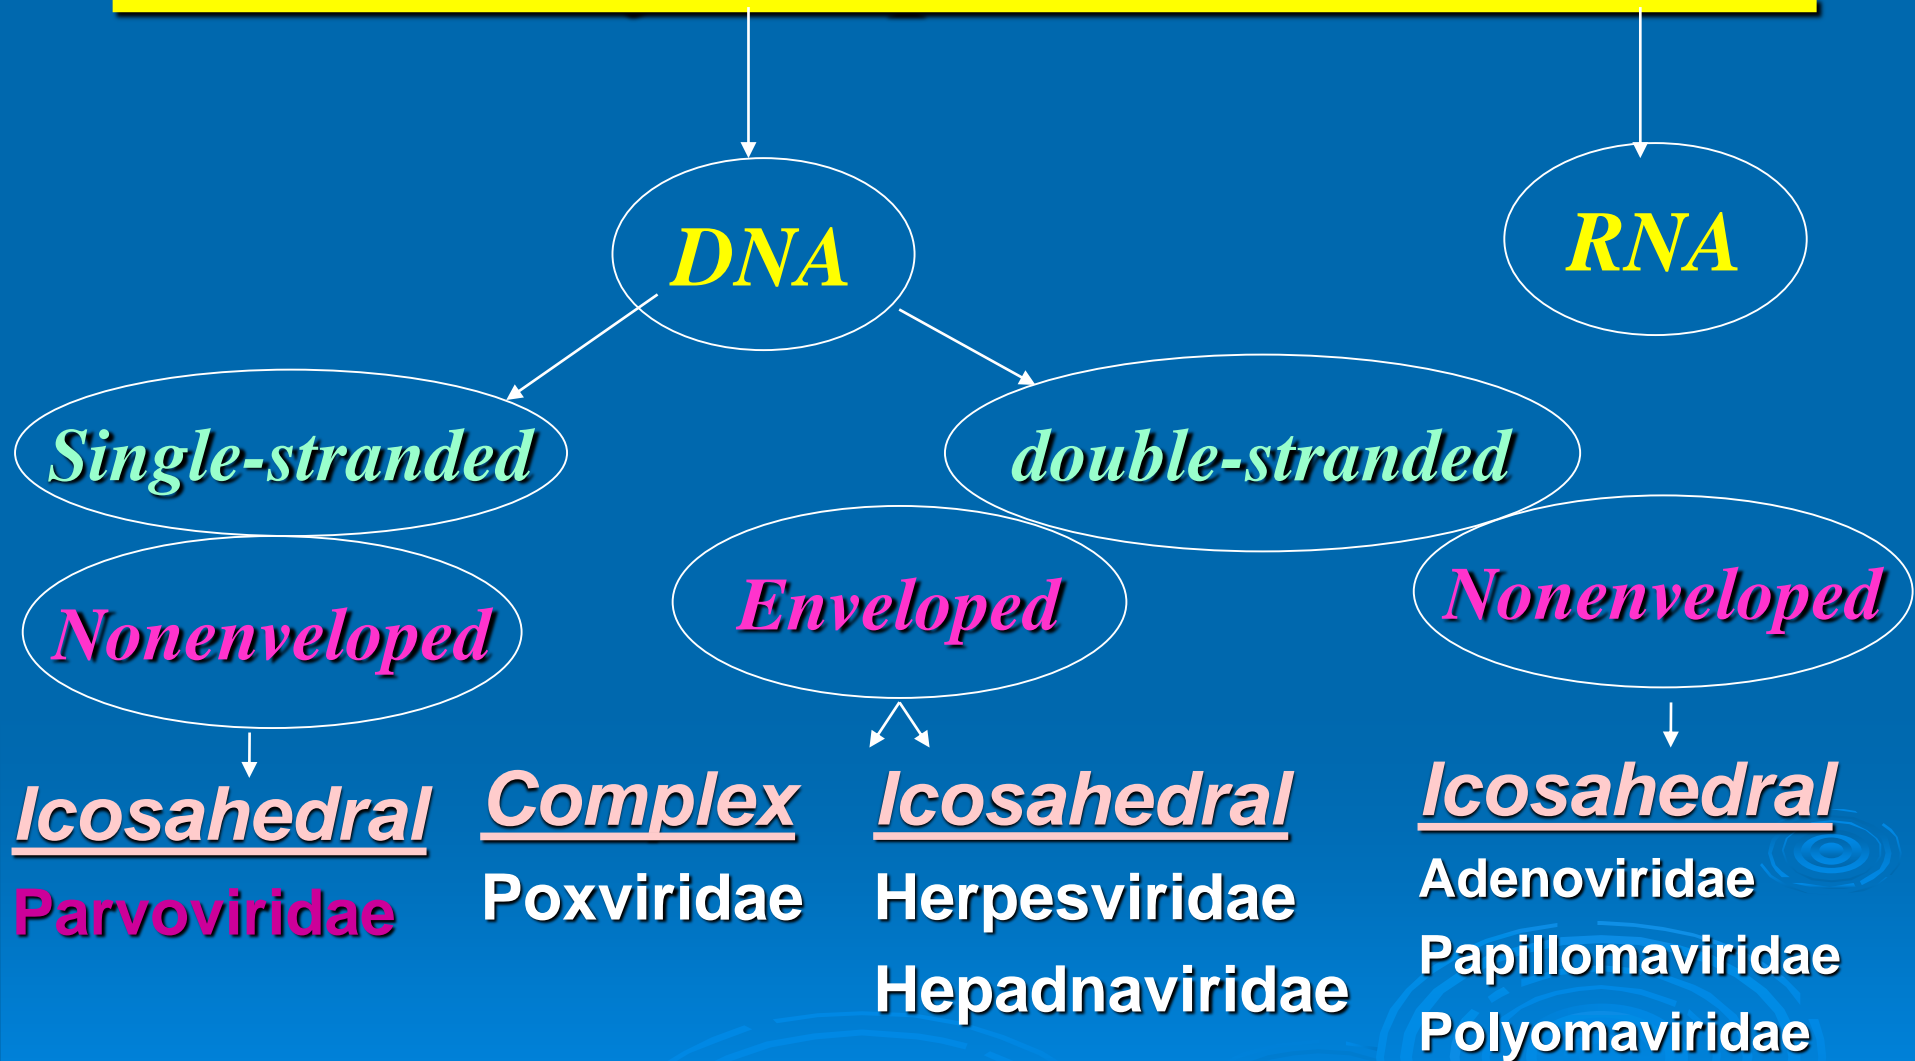 DNA
RNA
Single-stranded
double-stranded
Nonenveloped
Enveloped
Nonenveloped
Icosahedral
Parvoviridae
Complex
Poxviridae
Icosahedral
Herpesviridae
Hepadnaviridae
Icosahedral
Adenoviridae
Papillomaviridae
Polyomaviridae